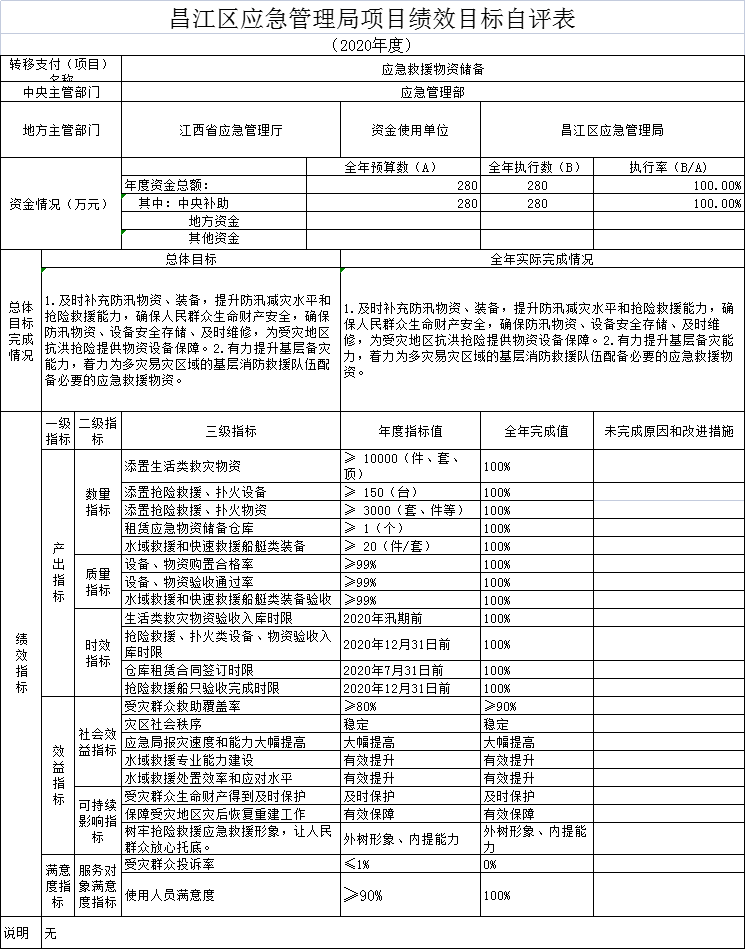 昌江区应急管理局项目绩效目标自评表
（2020年度）
转移支付（项目）
名称
应急救援物资储备
中央主管部门
应急管理部
地方主管部门
江西省应急管理厅
资金使用单位
昌江区应急管理局
资金情况（万元）
全年预算数（A）
全年执行数（B）
执行率（B/A）
年度资金总额：
280
280
100.00%
其中：中央补助
280
280
100.00%
地方资金
其他资金
总体
目标
完成
情况
总体目标
全年实际完成情况
1.及时补充防汛物资、装备，提升防汛减灾水平和
抢险救援能力，确保人民群众生命财产安全，确保
防汛物资、设备安全存储、及时维修，为受灾地区
抗洪抢险提供物资设备保障。2.有力提升基层备灾
能力，着力为多灾易灾区域的基层消防救援队伍配
备必要的应急救援物资。
1.及时补充防汛物资、装备，提升防汛减灾水平和抢险救援能力，确
保人民群众生命财产安全，确保防汛物资、设备安全存储、及时维
修，为受灾地区抗洪抢险提供物资设备保障。2.有力提升基层备灾能
力，着力为多灾易灾区域的基层消防救援队伍配备必要的应急救援物
资。
绩
效
指
标
一级
指标
二级指
标
三级指标
年度指标值
全年完成值
未完成原因和改进措施
产
出
指
标
数量
指标
添置生活类救灾物资
≥ 10000（件、套、
顶）
100%
添置抢险救援、扑火设备
≥ 150（台）
100%
添置抢险救援、扑火物资
≥ 3000（套、件等）
100%
租赁应急物资储备仓库
≥ 1（个）
100%
水域救援和快速救援船艇类装备
≥ 20（件/套）
100%
质量
指标
设备、物资购置合格率
≥99%
100%
设备、物资验收通过率
≥99%
100%
水域救援和快速救援船艇类装备验收
≥99%
100%
时效
指标
生活类救灾物资验收入库时限
2020年汛期前
100%
抢险救援、扑火类设备、物资验收入
库时限
2020年12月31日前
100%
仓库租赁合同签订时限
2020年7月31日前
100%
抢险救援船只验收完成时限
2020年12月31日前
100%
效
益
指
标
社会效
益指标
受灾群众救助覆盖率
≥80%
≥90%
灾区社会秩序
稳定
稳定
应急局报灾速度和能力大幅提高
大幅提高
大幅提高
水域救援专业能力建设
有效提升
有效提升
水域救援处置效率和应对水平
有效提升
有效提升
可持续
影响指
标
受灾群众生命财产得到及时保护
及时保护
及时保护
保障受灾地区灾后恢复重建工作
有效保障
有效保障
树牢抢险救援应急救援形象，让人民
群众放心托底。
外树形象、内提能力
外树形象、内提能
力
满意
度指
标
服务对
象满意
度指标
受灾群众投诉率
≤1%
0%
使用人员满意度
≥90%
100%
说明
无